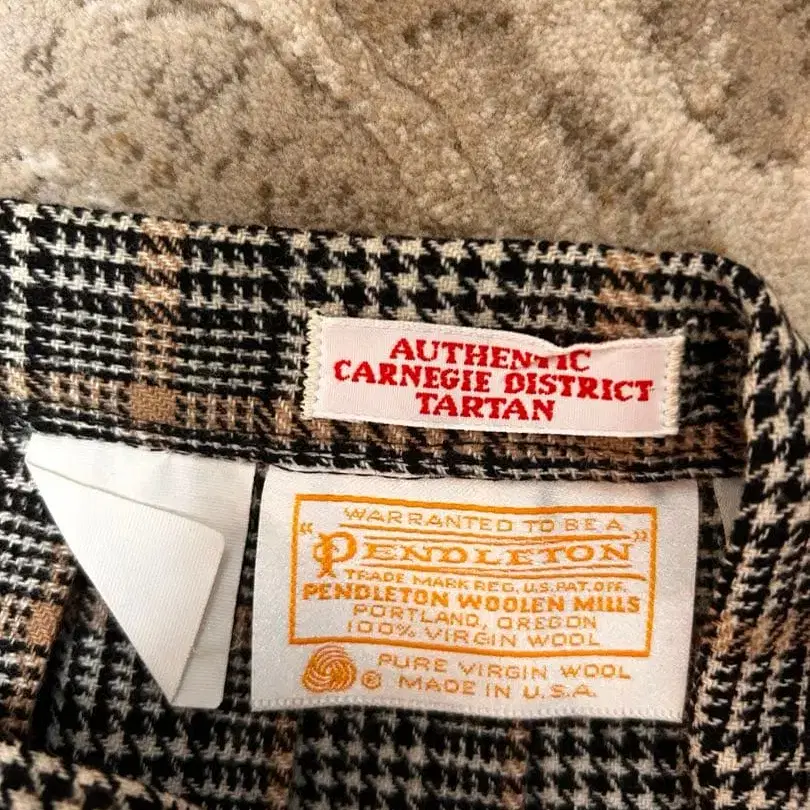 AUTHENTIC
CARNEGIE DISTRICT
TARTAN
WARRANTED TO BE A
"PENDLETON"
TRADE MARK REG. U.S. PAT. OFF.
PENDLETON WOOLEN MILLS
PORTLAND, OREGON
100% VIRGIN WOOL
PURE VIRGIN WOOL
® MADE IN U.S.A.